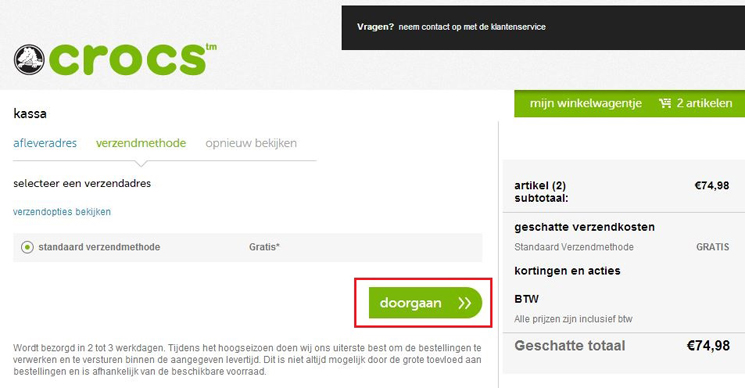 Vragen? neem contact op met de klantenservice
crocs™
mijn winkelwagentje 2 artikelen
kassa
afleveradres verzendmethode opnieuw bekijken
selecteer een verzendadres
verzendopties bekijken
standaard verzendmethode Gratis*
doorgaan
Wordt bezorgd in 2 tot 3 werkdagen. Tijdens het hoogseizoen doen wij ons uiterste best om de bestellingen te
verwerken en te versturen binnen de aangegeven levertijd. Dit is niet altijd mogelijk door de grote toevloed aan
bestellingen en is afhankelijk van de beschikbare voorraad.
artikel (2) €74,98
subtotaal:
geschatte verzendkosten
Standaard Verzendmethode GRATIS
kortingen en acties
BTW
Alle prijzen zijn inclusief btw
Geschatte totaal €74,98